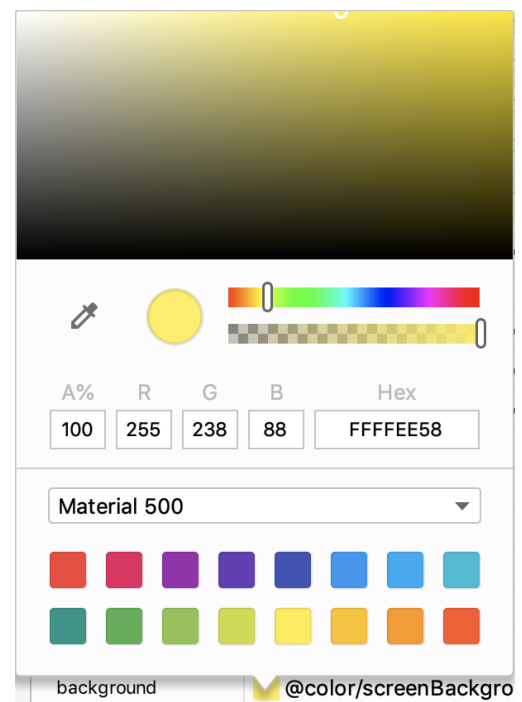 A% R G B Hex
100 255 238 88 FFFFEE58
Material 500
background @color/screenBackgro